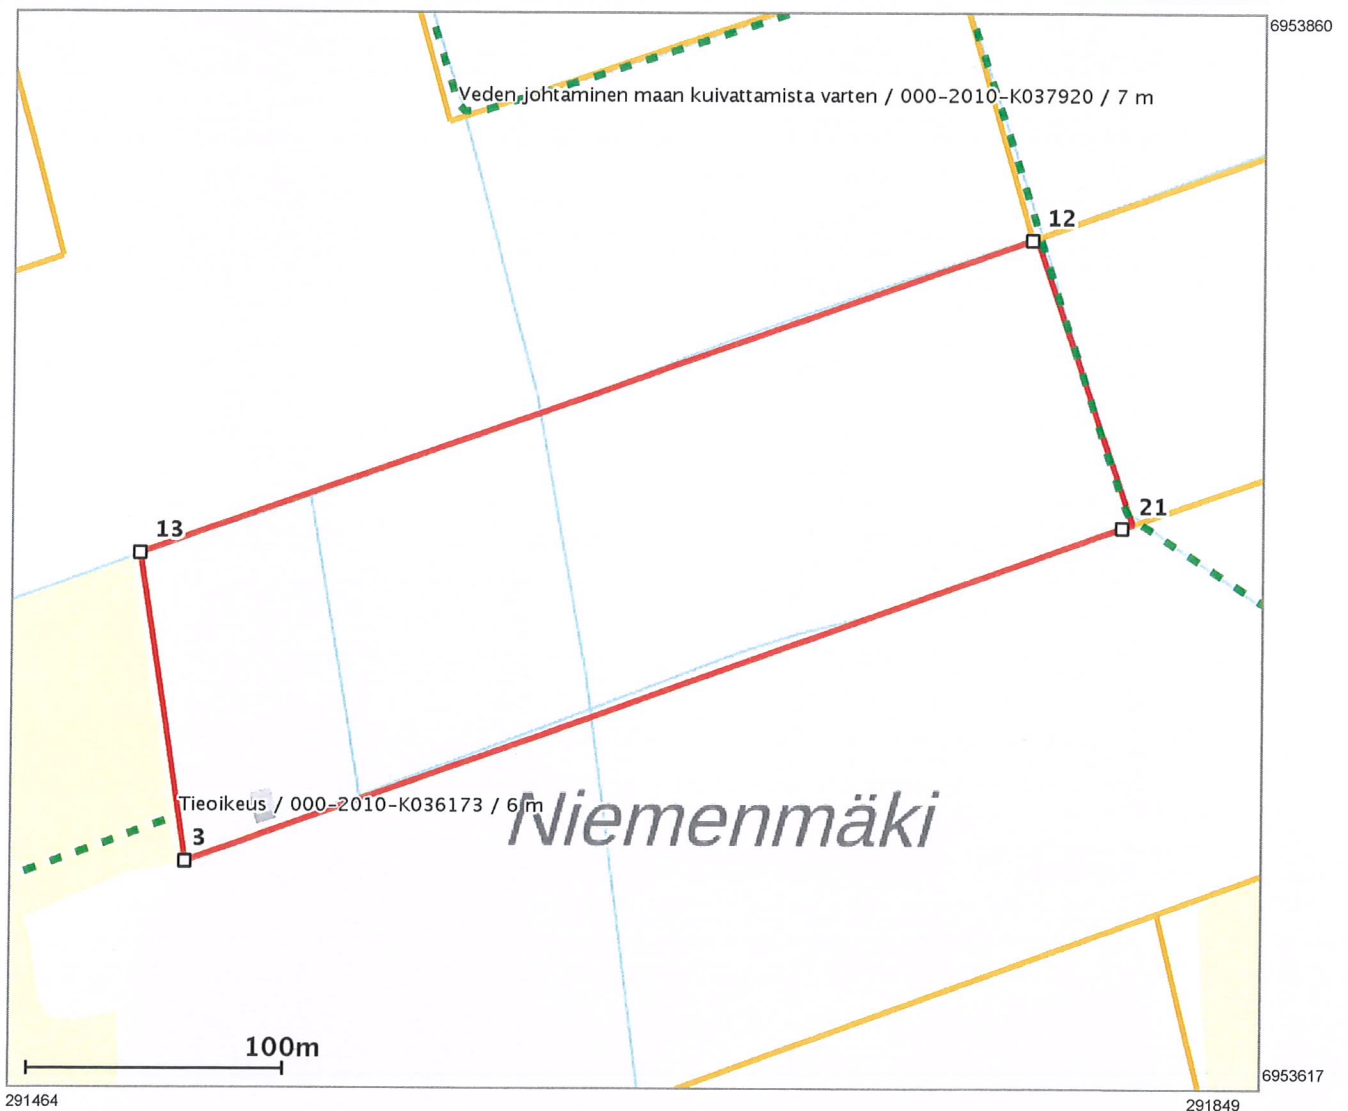 6953860
Veden johtaminen maan kuivattamista varten / 000-2010-K037920 / 7 m
12
21
13
Tieoikeus / 000-2010-K036173 / 6 m
3
Niemenmäki
100m
6953617
291464
291849